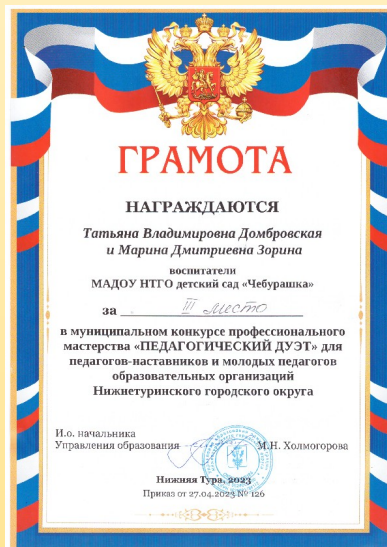 ГРАМОТА
НАГРАЖДАЮТСЯ
Татьяна Владимировна Домбровская
и Марина Дмитриевна Зорина
воспитатели
МАДОУ НТГО детский сад «Чебурашка»
за III место
в муниципальном конкурсе профессионального
мастерства «ПЕДАГОГИЧЕСКИЙ ДУЭТ» для
педагогов-наставников и молодых педагогов
образовательных организаций
Нижнетуринского городского округа
И.о. начальника
Управления образования М.Н. Холмогорова
Нижняя Тура, 2023
Приказ от 27.04.2023 № 126